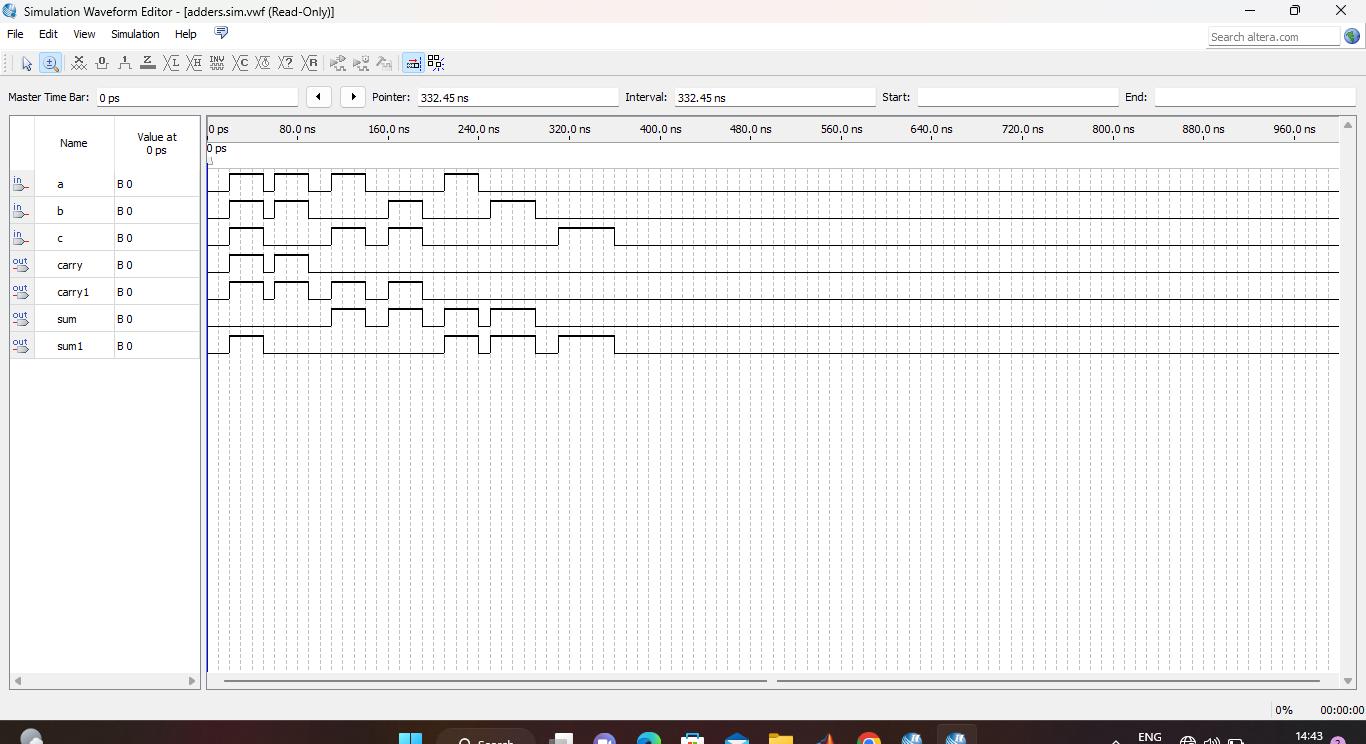 Simulation Waveform Editor - [adders.sim.vwf (Read-Only)]
File Edit View Simulation Help
Search altera.com
Master Time Bar: 0 ps Pointer: 332.45 ns Interval: 332.45 ns Start: End:
Name Value at 0 ps
0 ps 80.0 ns 160.0 ns 240.0 ns 320.0 ns 400.0 ns 480.0 ns 560.0 ns 640.0 ns 720.0 ns 800.0 ns 880.0 ns 960.0 ns
0 ps
in a B 0
in b B 0
in c B 0
out carry B 0
out carry1 B 0
out sum B 0
out sum1 B 0
0% 00:00:00
Search ENG 14:43